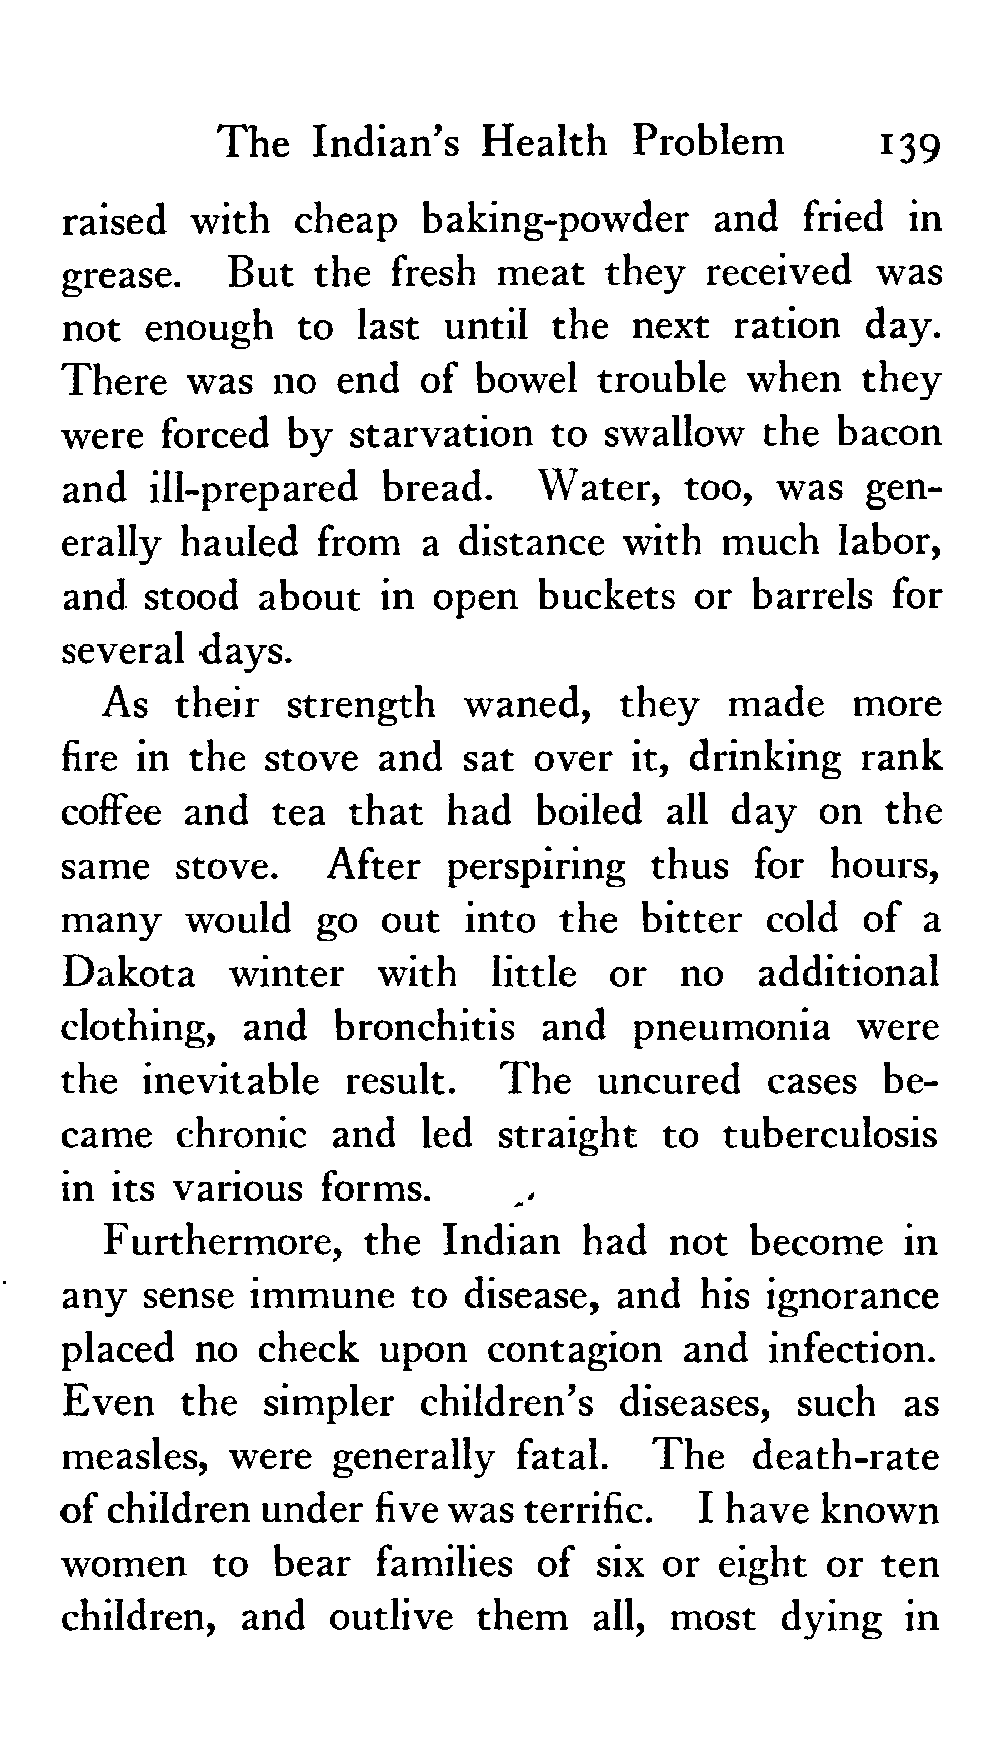 The Indian's Health Problem 139
raised with cheap baking-powder and fried in
grease. But the fresh meat they received was
not enough to last until the next ration day.
There was no end of bowel trouble when they
were forced by starvation to swallow the bacon
and ill-prepared bread. Water, too, was gen-
erally hauled from a distance with much labor,
and stood about in open buckets or barrels for
several days.
As their strength waned, they made more
fire in the stove and sat over it, drinking rank
coffee and tea that had boiled all day on the
same stove. After perspiring thus for hours,
many would go out into the bitter cold of a
Dakota winter with little or no additional
clothing, and bronchitis and pneumonia were
the inevitable result. The uncured cases be-
came chronic and led straight to tuberculosis
in its various forms.
Furthermore, the Indian had not become in
any sense immune to disease, and his ignorance
placed no check upon contagion and infection.
Even the simpler children's diseases, such as
measles, were generally fatal. The death-rate
of children under five was terrific. I have known
women to bear families of six or eight or ten
children, and outlive them all, most dying in